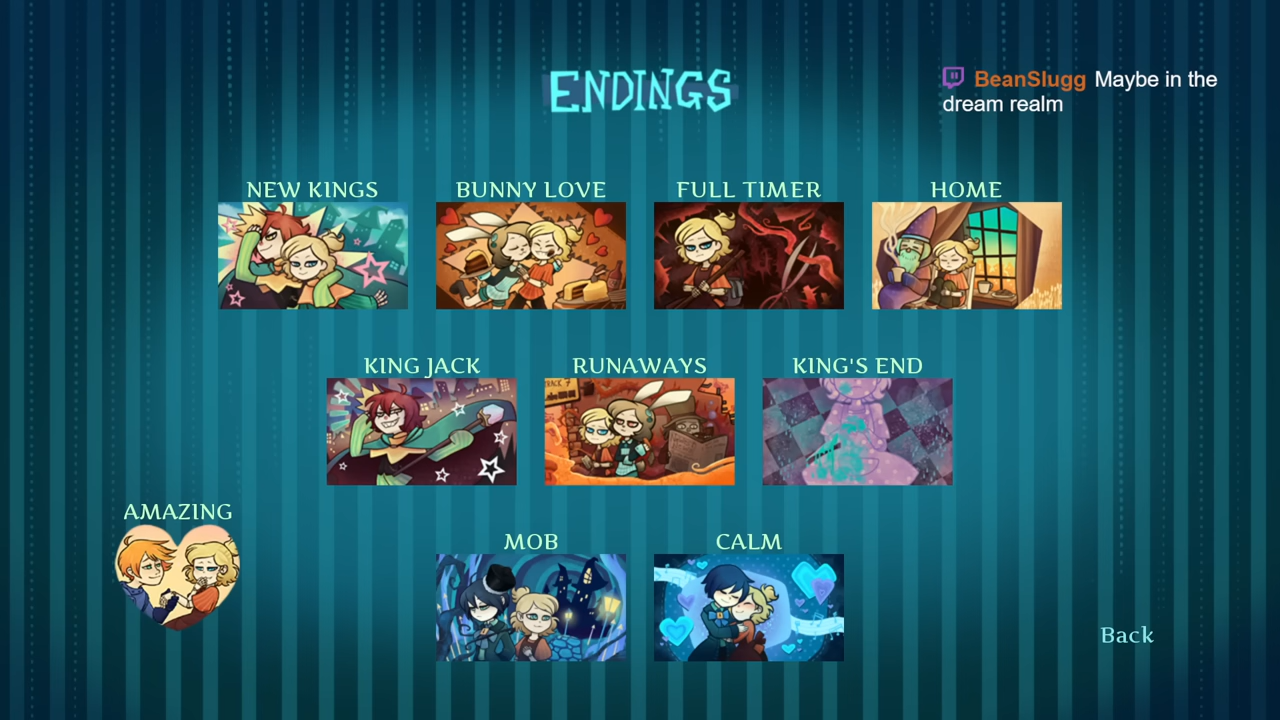 ENDINGS
BeanSlugg Maybe in the
dream realm
NEW KINGS
BUNNY LOVE
FULL TIMER
HOME
KING JACK
RUNAWAYS
KING'S END
AMAZING
MOB
CALM
Back